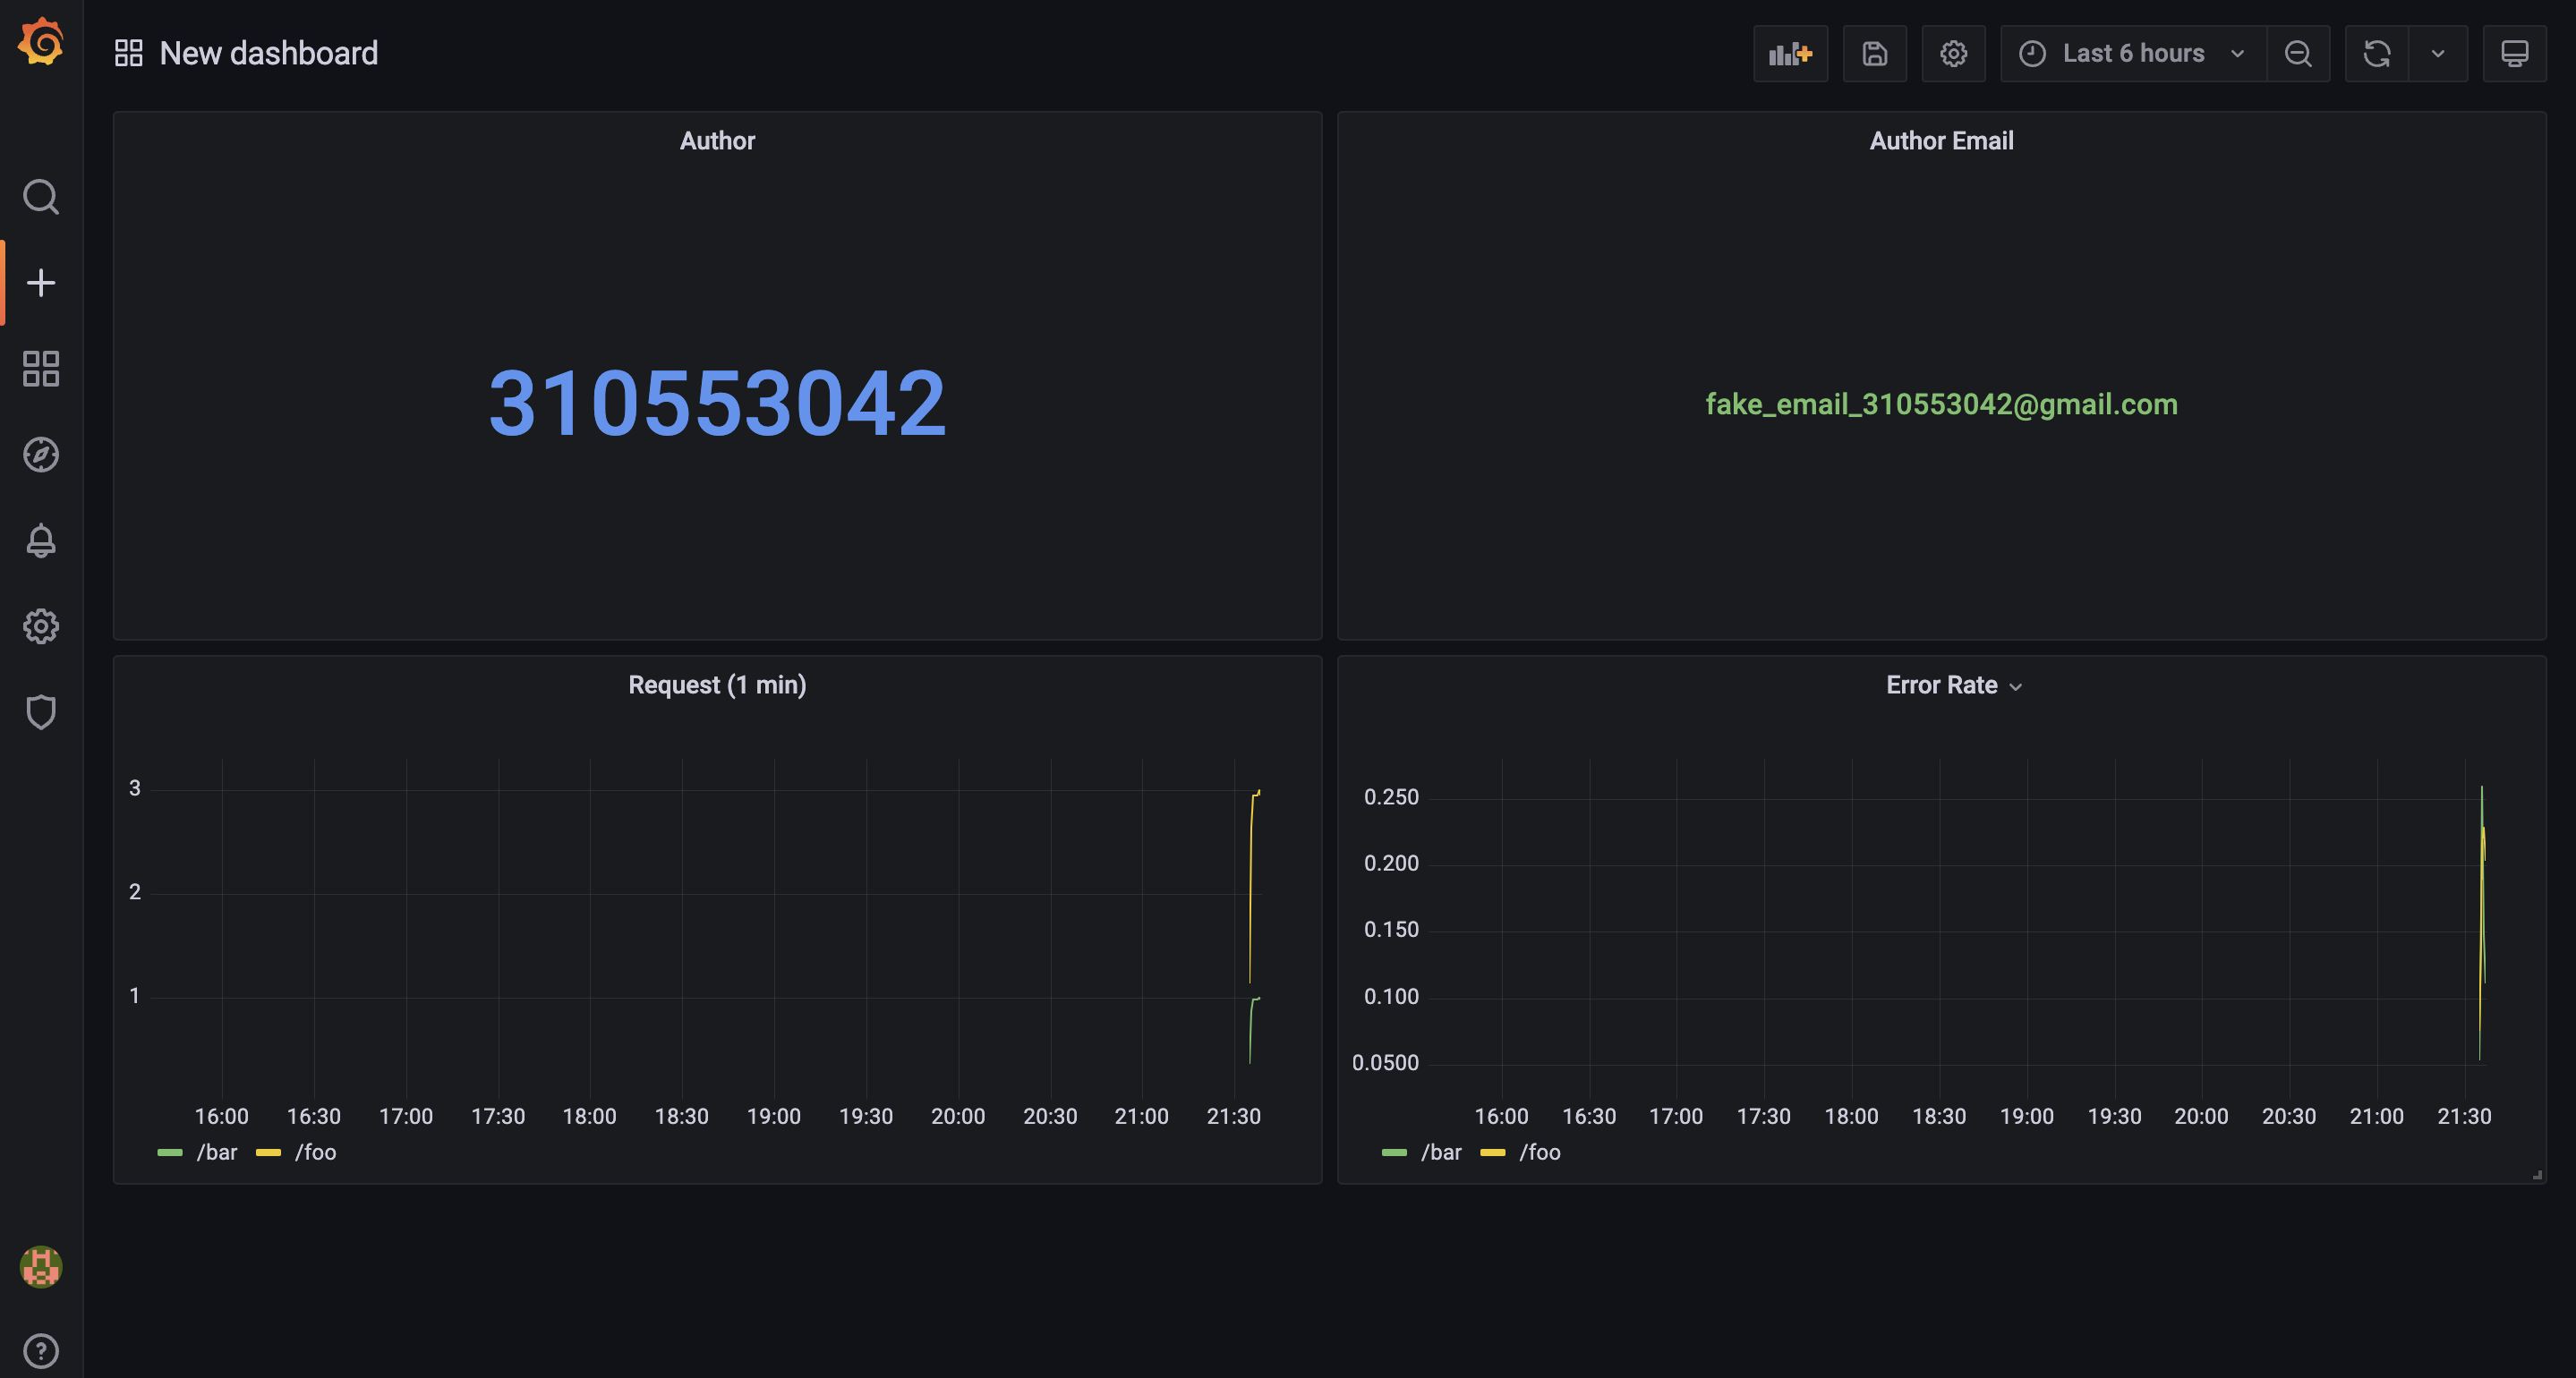 New dashboard
Last 6 hours
Author
310553042
Author Email
fake_email_310553042@gmail.com
Request (1 min)
3
2
1
16:00 16:30 17:00 17:30 18:00 18:30 19:00 19:30 20:00 20:30 21:00 21:30
/bar /foo
Error Rate
0.250
0.200
0.150
0.100
0.0500
16:00 16:30 17:00 17:30 18:00 18:30 19:00 19:30 20:00 20:30 21:00 21:30
/bar /foo